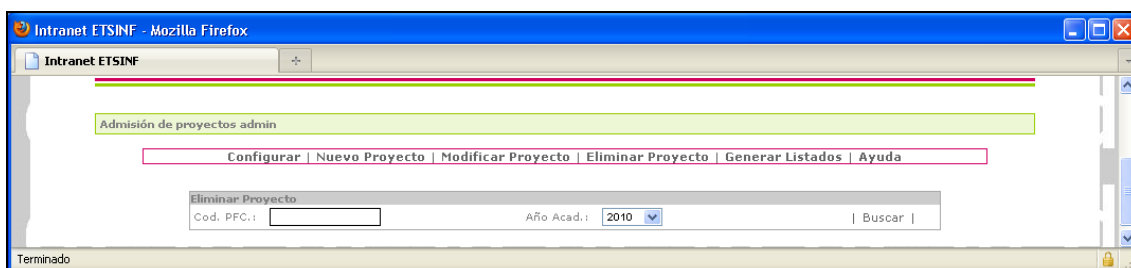 Intranet ETSINF - Mozilla Firefox
Intranet ETSINF
Admisión de proyectos admin
Configurar | Nuevo Proyecto | Modificar Proyecto | Eliminar Proyecto | Generar Listados | Ayuda
Eliminar Proyecto
Cod. PFC.: Año Acad.: 2010 | Buscar |
Terminado